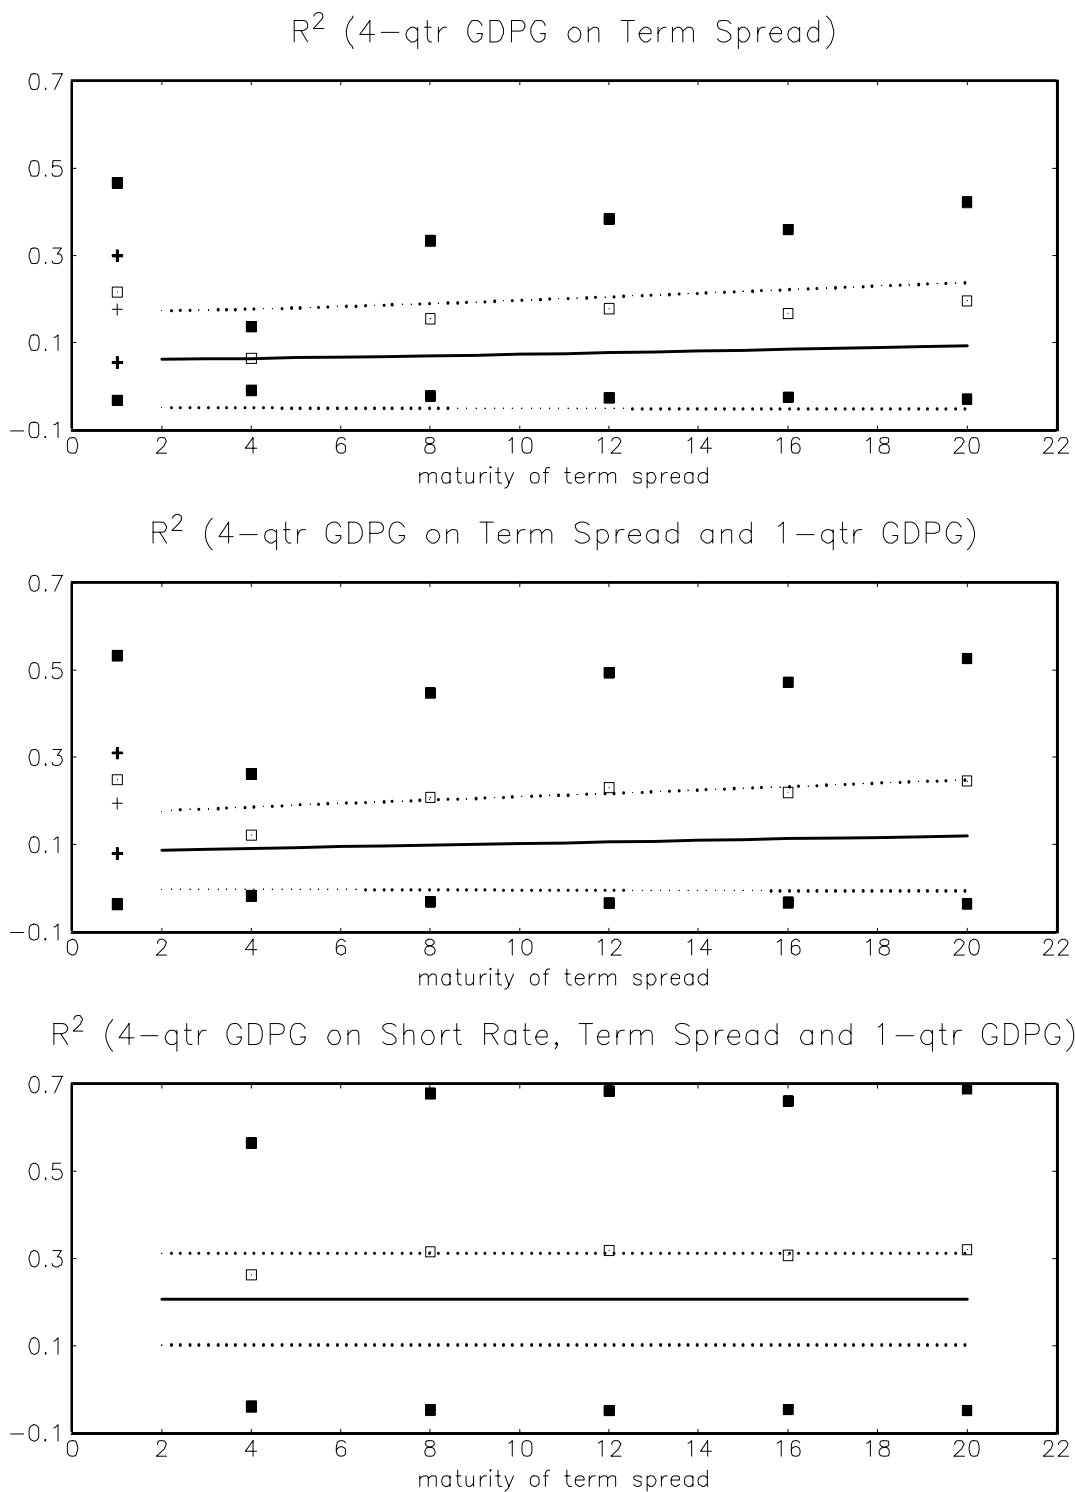 R² (4−qtr GDPG on Term Spread)
0.7
0.5
0.3
0.1
−0.1
0 2 4 6 8 10 12 14 16 18 20 22
maturity of term spread
R² (4−qtr GDPG on Term Spread and 1−qtr GDPG)
0.7
0.5
0.3
0.1
−0.1
0 2 4 6 8 10 12 14 16 18 20 22
maturity of term spread
R² (4−qtr GDPG on Short Rate, Term Spread and 1−qtr GDPG)
0.7
0.5
0.3
0.1
−0.1
0 2 4 6 8 10 12 14 16 18 20 22
maturity of term spread